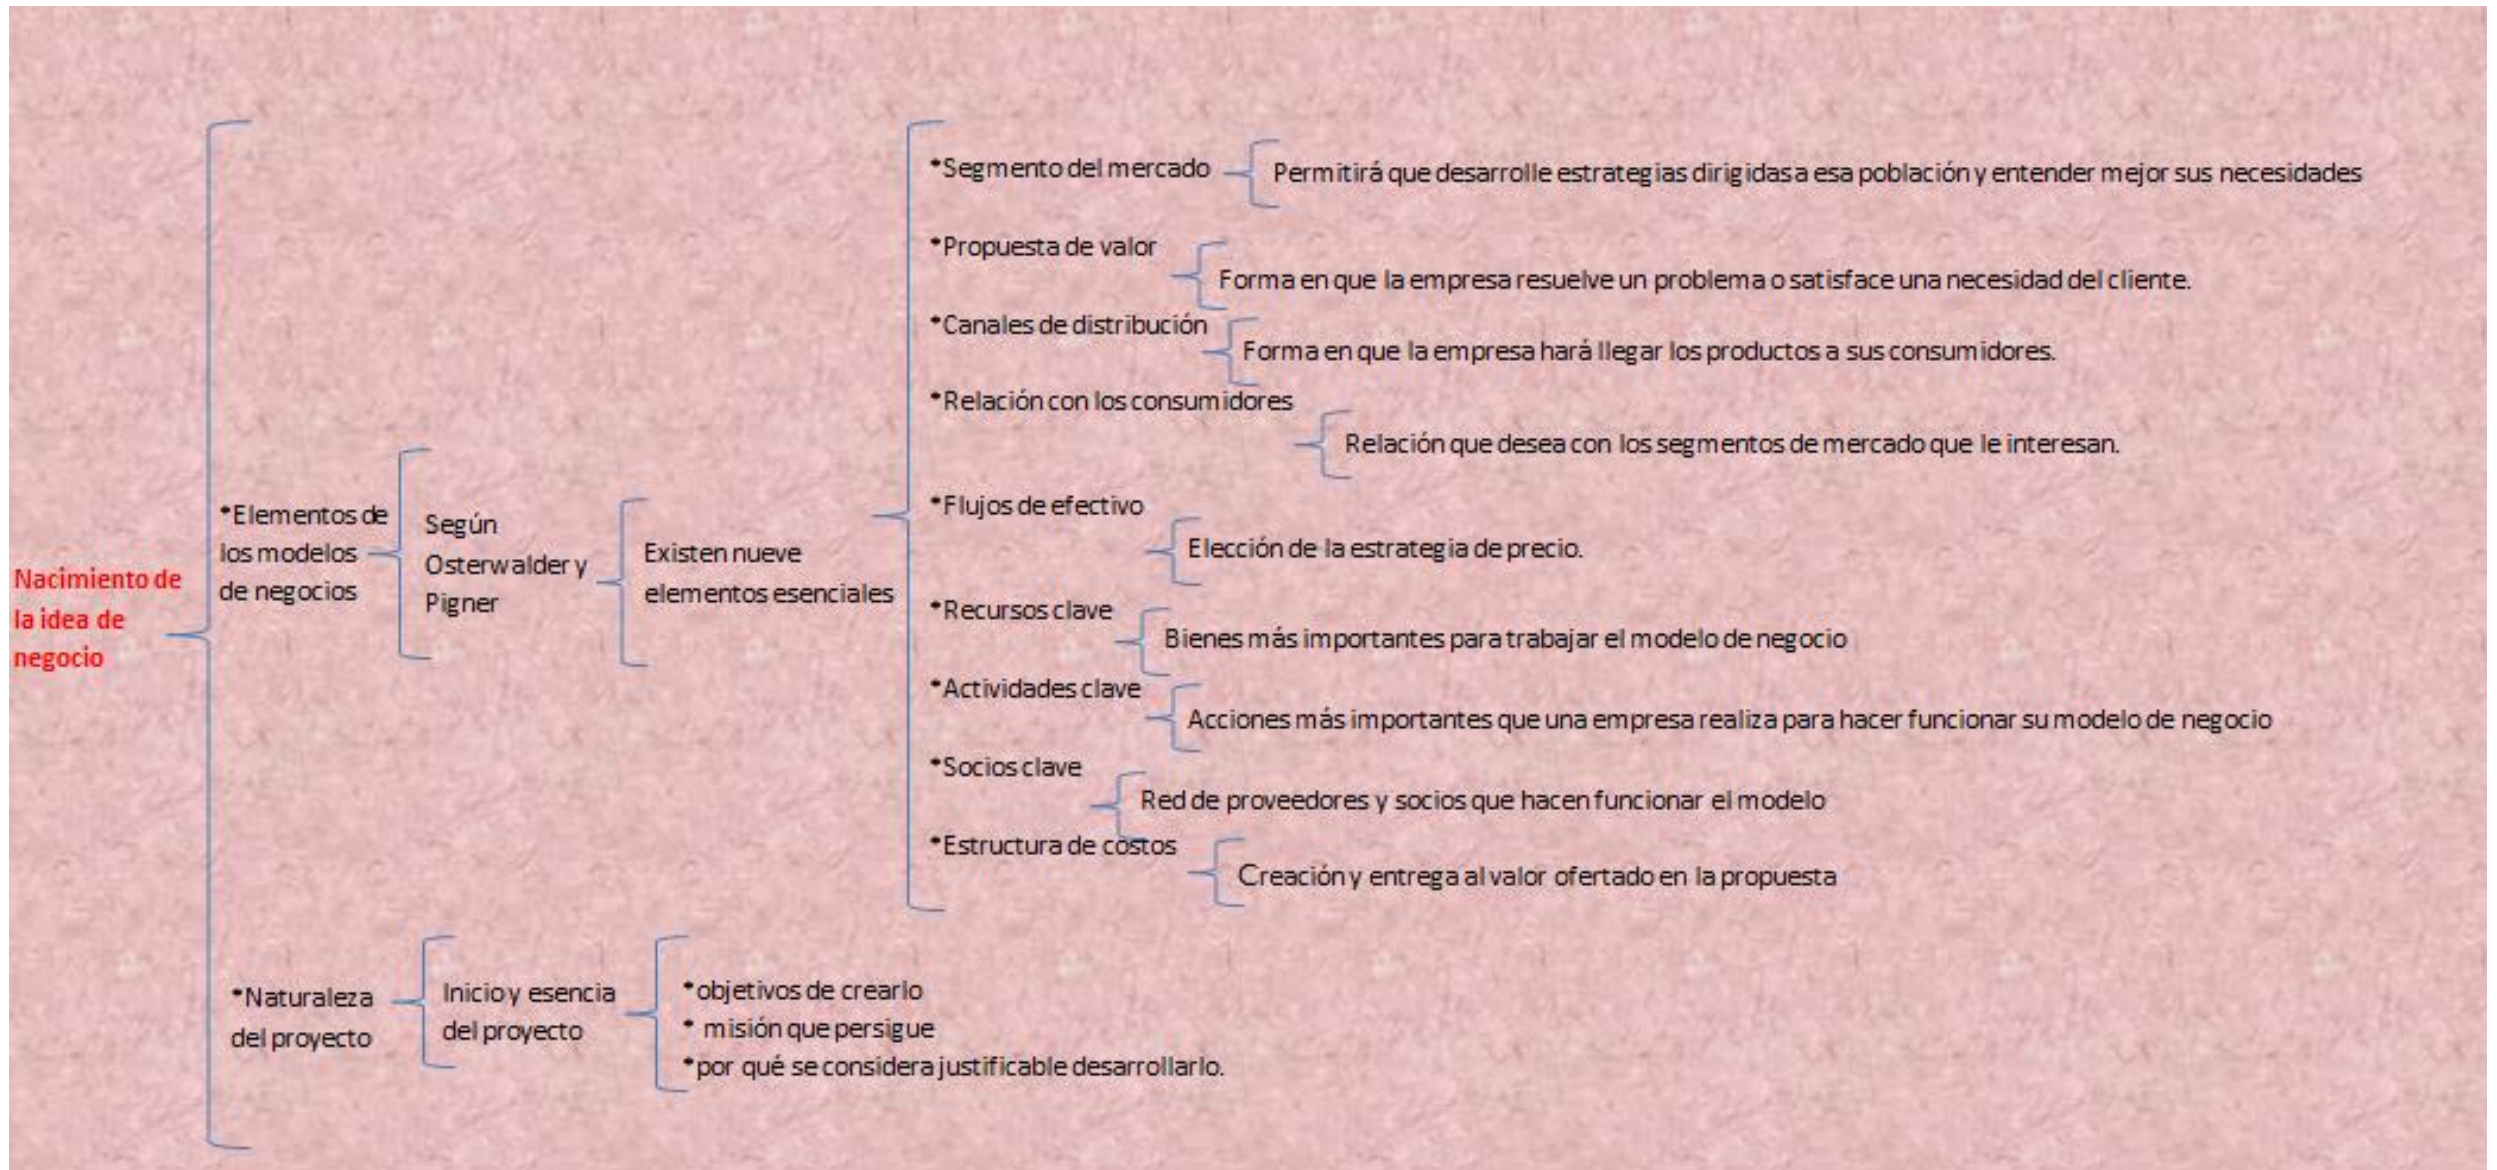 Nacimiento de
la idea de
negocio
*Elementos de
los modelos
de negocios
Según
Osterwalder y
Pigner
Existen nueve
elementos esenciales
*Segmento del mercado
Permitirá que desarrolle estrategias dirigidas a esa población y entender mejor sus necesidades
*Propuesta de valor
Forma en que la empresa resuelve un problema o satisface una necesidad del cliente.
*Canales de distribución
Forma en que la empresa hará llegar los productos a sus consumidores.
*Relación con los consumidores
Relación que desea con los segmentos de mercado que le interesan.
*Flujos de efectivo
Elección de la estrategia de precio.
*Recursos clave
Bienes más importantes para trabajar el modelo de negocio
*Actividades clave
Acciones más importantes que una empresa realiza para hacer funcionar su modelo de negocio
*Socios clave
Red de proveedores y socios que hacen funcionar el modelo
*Estructura de costos
Creación y entrega al valor ofertado en la propuesta
*Naturaleza
del proyecto
Inicio y esencia
del proyecto
*objetivos de crearlo
* misión que persigue
*por qué se considera justificable desarrollarlo.